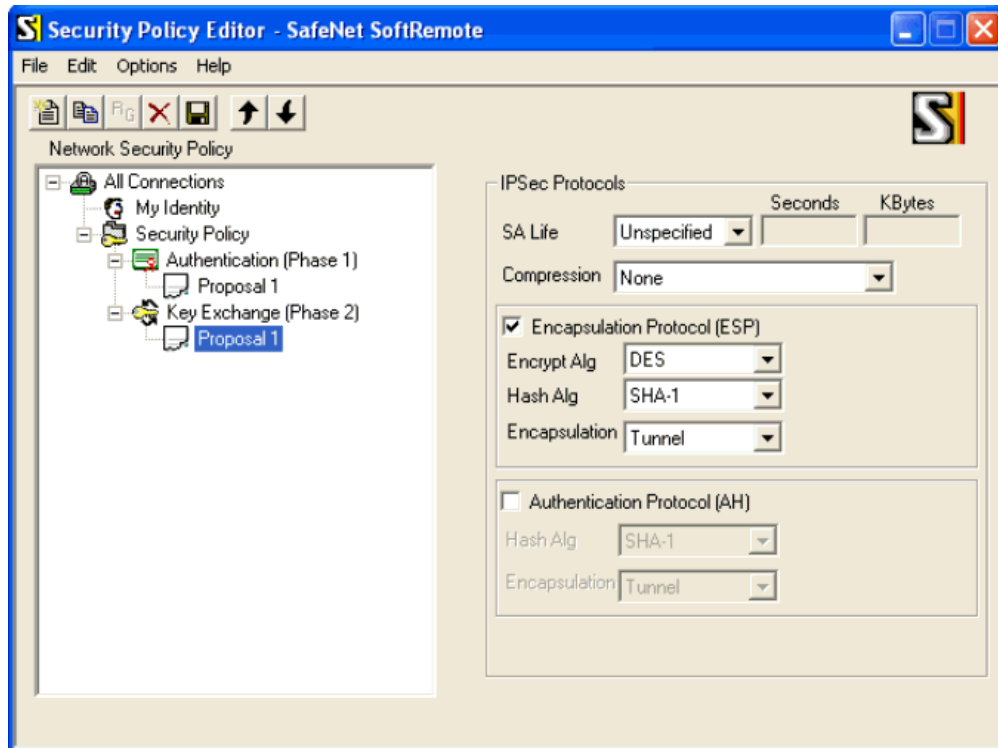 Security Policy Editor - SafeNet SoftRemote
File Edit Options Help
Network Security Policy
All Connections
My Identity
Security Policy
Authentication (Phase 1)
Proposal 1
Key Exchange (Phase 2)
Proposal 1
IPSec Protocols
Seconds KBytes
SA Life Unspecified
Compression None
Encapsulation Protocol (ESP)
Encrypt Alg DES
Hash Alg SHA-1
Encapsulation Tunnel
Authentication Protocol (AH)
Hash Alg SHA-1
Encapsulation Tunnel